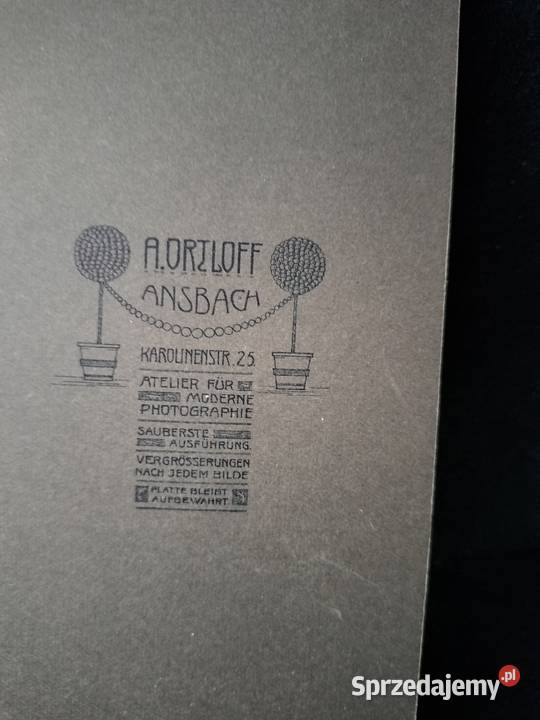 A. ORTLOFF
ANSBACH
KAROLINENSTR. 25.
ATELIER FÜR
MODERNE
PHOTOGRAPHIE
SAUBERSTE
AUSFÜHRUNG.
VERGRÖSSERUNGEN
NACH JEDEM BILDE
PLATTE BLEIBT
AUFBEWAHRT.
Sprzedajemy.pl